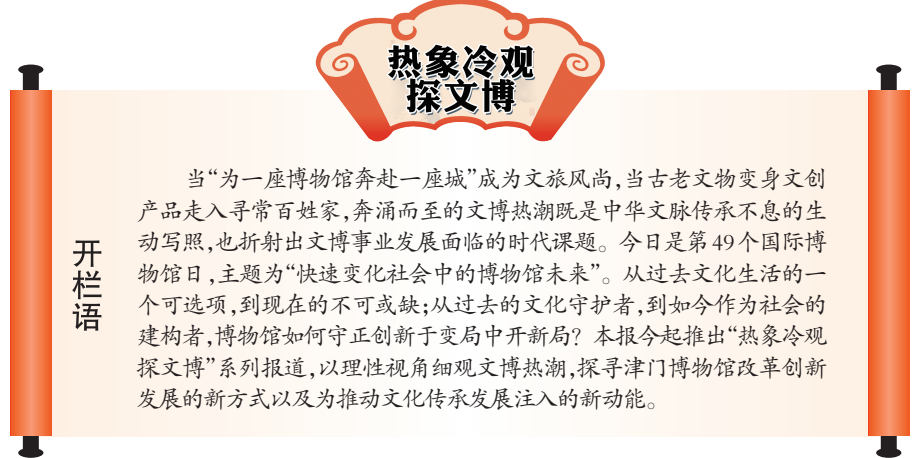 热象冷观
探文博
开栏语
当“为一座博物馆奔赴一座城”成为文旅风尚,当古老文物变身文创
产品走入寻常百姓家,奔涌而至的文博热潮既是中华文脉传承不息的生
动写照,也折射出文博事业发展面临的时代课题。今日是第49个国际博
物馆日,主题为“快速变化社会中的博物馆未来”。从过去文化生活的一
个可选项,到现在的不可或缺;从过去的文化守护者,到如今作为社会的
建构者,博物馆如何守正创新于变局中开新局？本报今起推出“热象冷观
探文博”系列报道,以理性视角细观文博热潮,探寻津门博物馆改革创新
发展的新方式以及为推动文化传承发展注入的新动能。